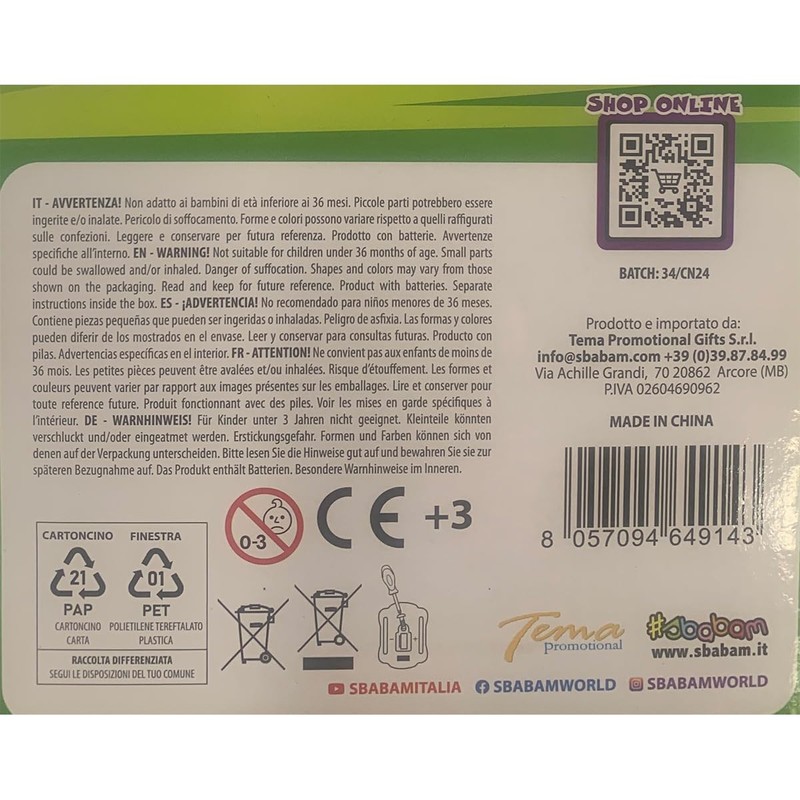 SHOP ONLINE
IT - AVVERTENZA! Non adatto ai bambini di età inferiore ai 36 mesi. Piccole parti potrebbero essere
ingerite e/o inalate. Pericolo di soffocamento. Forme e colori possono variare rispetto a quelli raffigurati
sulle confezioni. Leggere e conservare per futura referenza. Prodotto con batterie. Avvertenze
specifiche all'interno. EN - WARNING! Not suitable for children under 36 months of age. Small parts
could be swallowed and/or inhaled. Danger of suffocation. Shapes and colors may vary from those
shown on the packaging. Read and keep for future reference. Product with batteries. Separate
instructions inside the box. ES - ¡ADVERTENCIA! No recomendado para niños menores de 36 meses.
Contiene piezas pequeñas que pueden ser ingeridas o inhaladas. Peligro de asfixia. Las formas y colores
pueden diferir de los mostrados en el envase. Leer y conservar para consultas futuras. Producto con
pilas. Advertencias específicas en el interior. FR - ATTENTION! Ne convient pas aux enfants de moins de
36 mois. Les petites pièces peuvent être avalées et/ou inhalées. Risque d'étouffement. Les formes et
couleurs peuvent varier par rapport aux images présentes sur les emballages. Lire et conserver pour
toute reference future. Produit fonctionnant avec des piles. Voir les mises en garde spécifiques à
l'intérieur. DE - WARNHINWEIS! Für Kinder unter 3 Jahren nicht geeignet. Kleinteile könnten
verschluckt und/oder eingeatmet werden. Erstickungsgefahr. Formen und Farben können sich von
denen auf der Verpackung unterscheiden. Bitte lesen Sie die Hinweise gut auf und bewahren Sie sie zur
späteren Bezugnahme auf. Das Produkt enthält Batterien. Besondere Warnhinweise im Inneren.
BATCH: 34/CN24
Prodotto e importato da:
Tema Promotional Gifts S.r.l.
info@sbabam.com +39 (0)39.87.84.99
Via Achille Grandi, 70 20862 Arcore (MB)
P.IVA 02604690962
MADE IN CHINA
8 057094 649143
0-3
CE +3
CARTONCINO FINESTRA
21 01
PAP PET
CARTONCINO POLIETILENE TEREFTALATO
CARTA PLASTICA
RACCOLTA DIFFERENZIATA
SEGUI LE DISPOSIZIONI DEL TUO COMUNE
Tema
Promotional
#sbabam
www.sbabam.it
SBABAMITALIA SBABAMWORLD SBABAMWORLD